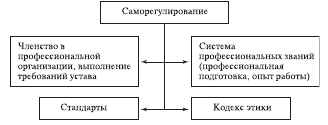 Саморегулирование
Членство в
профессиональной
организации, выполнение
требований устава
Система
профессиональных званий
(профессиональная
подготовка, опыт работы)
Стандарты
Кодекс этики